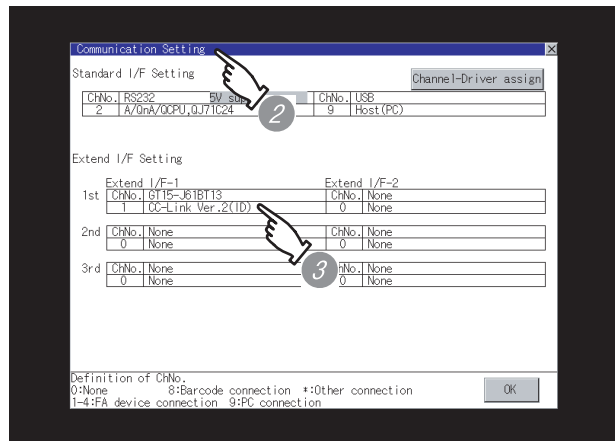 Communication Setting
Standard I/F Setting
Channel-Driver assign
ChNo. RS232 5V ChNo. USB
2 A/QnA/QCPU,QJ71C24 9 Host(PC)
2
Extend I/F Setting
Extend I/F-1 Extend I/F-2
1st ChNo. GT15-J61BT13 ChNo. None
1 CC-Link Ver.2(ID) 0 None
2nd ChNo. None ChNo. None
0 None 0 None
3rd ChNo. None None
0 None 0 None
3
Definition of ChNo.
0:None 8:Barcode connection *:Other connection
1-4:FA device connection 9:PC connection
OK